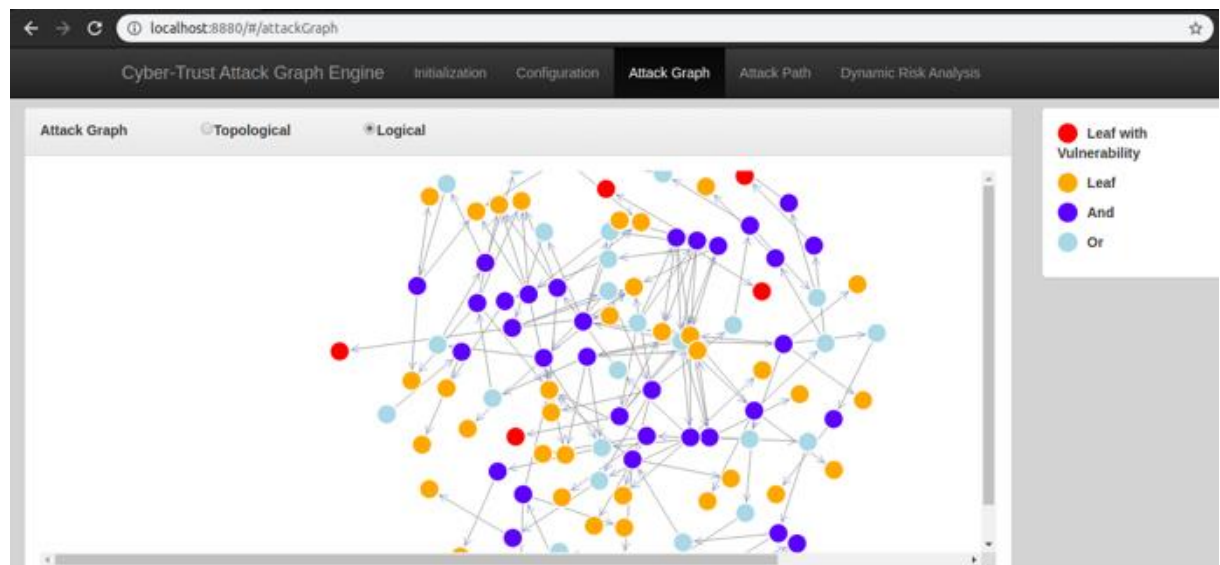 localhost:8880/#/attackGraph
Cyber-Trust Attack Graph Engine Initialization Configuration Attack Graph Attack Path Dynamic Risk Analysis
Attack Graph Topological Logical
Leaf with
Vulnerability
Leaf
And
Or